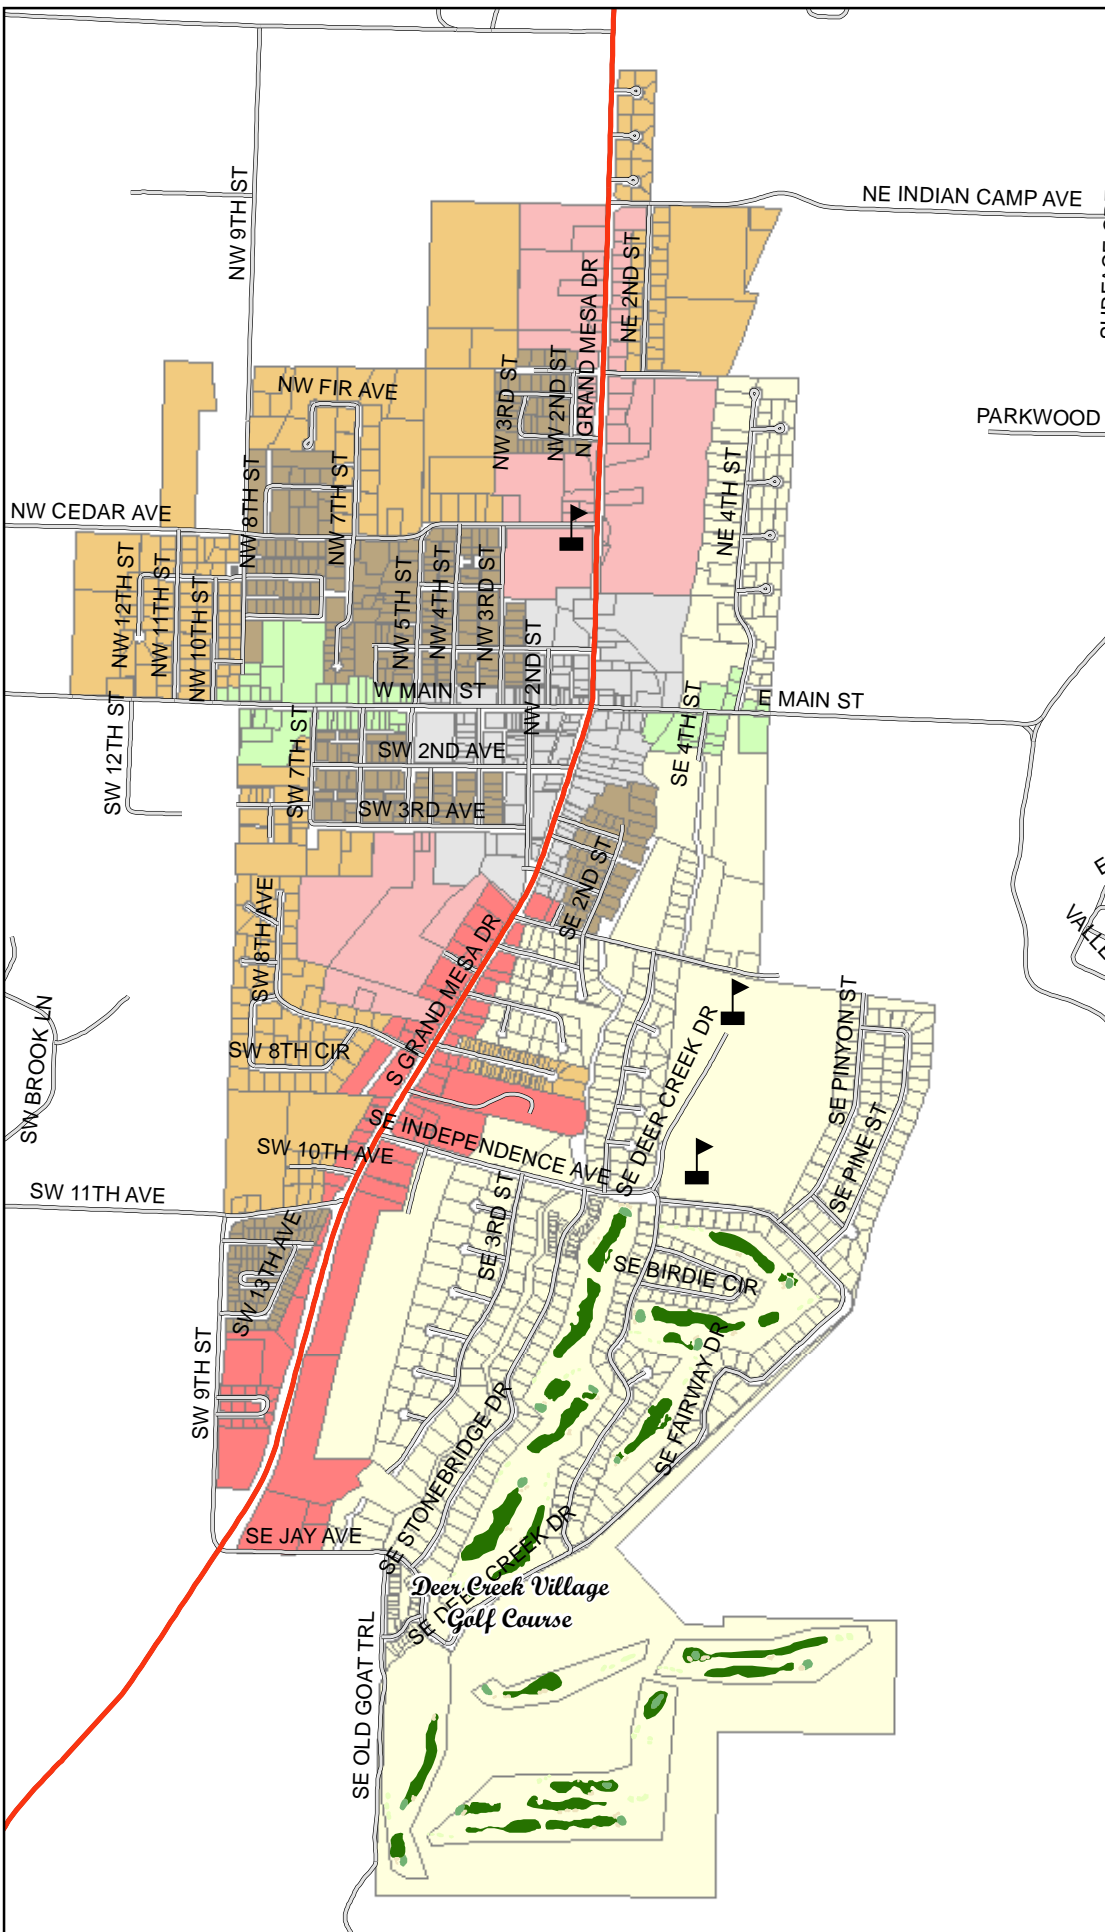 NW 9TH ST
NE INDIAN CAMP AVE
N GRAND MESA DR
NE 2ND ST
NW FIR AVE
NW 3RD ST
NW 2ND ST
PARKWOOD
NW CEDAR AVE
NW 8TH ST
NW 7TH ST
NE 4TH ST
NW 12TH ST
NW 11TH ST
NW 10TH ST
NW 5TH ST
NW 4TH ST
NW 3RD ST
NW 2ND ST
W MAIN ST
E MAIN ST
SW 12TH ST
SW 7TH ST
SW 2ND AVE
SE 4TH ST
SW 3RD AVE
SE 2ND ST
SW 8TH AVE
VALLE
S GRAND MESA DR
SW BROOK LN
SW 8TH CIR
SE DEER CREEK DR
SE PINYON ST
SE PINE ST
SE INDEPENDENCE AVE
SW 10TH AVE
SW 11TH AVE
SE 3RD ST
SW 13TH AVE
SE BIRDIE CIR
SW 9TH ST
SE FAIRWAY DR
SE STONEBRIDGE DR
SE JAY AVE
SE DEER CREEK DR
Deer Creek Village
Golf Course
SE OLD GOAT TRL